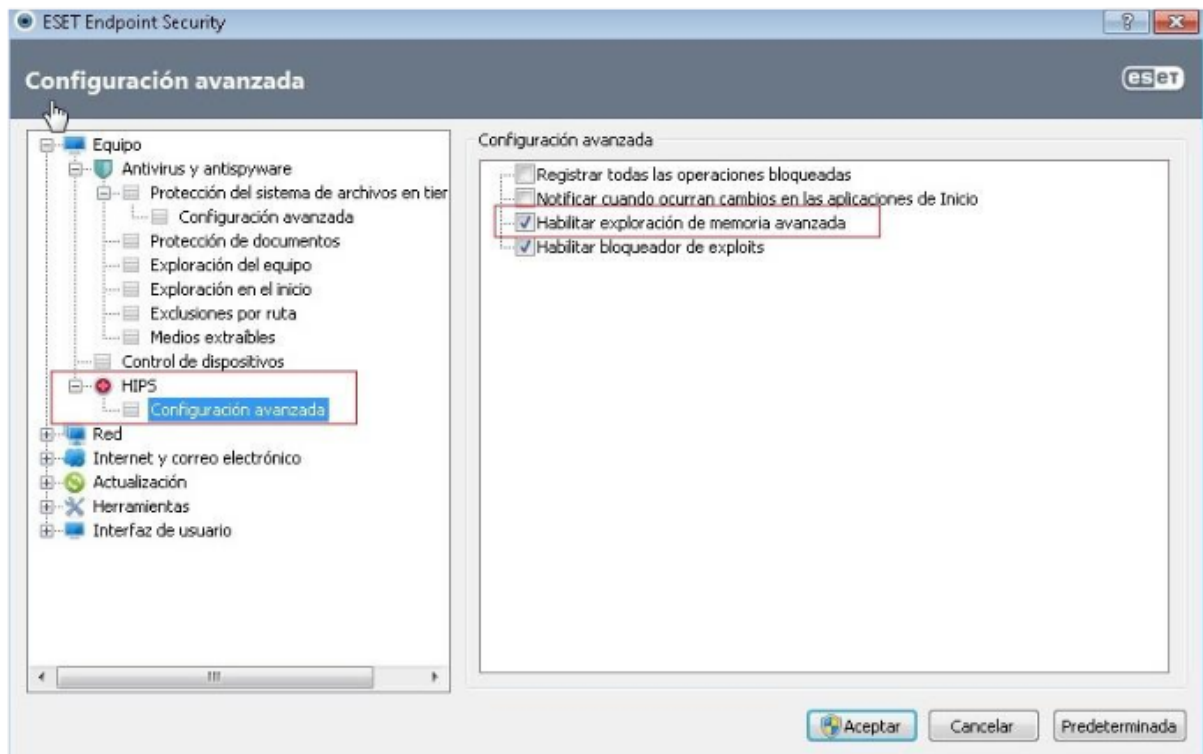 ESET Endpoint Security
Configuración avanzada
eset
Equipo
Antivirus y antispyware
Protección del sistema de archivos en tier
Configuración avanzada
Protección de documentos
Exploración del equipo
Exploración en el inicio
Exclusiones por ruta
Medios extraíbles
Control de dispositivos
HIPS
Configuración avanzada
Red
Internet y correo electrónico
Actualización
Herramientas
Interfaz de usuario
Configuración avanzada
Registrar todas las operaciones bloqueadas
Notificar cuando ocurran cambios en las aplicaciones de Inicio
Habilitar exploración de memoria avanzada
Habilitar bloqueador de exploits
Aceptar
Cancelar
Predeterminada